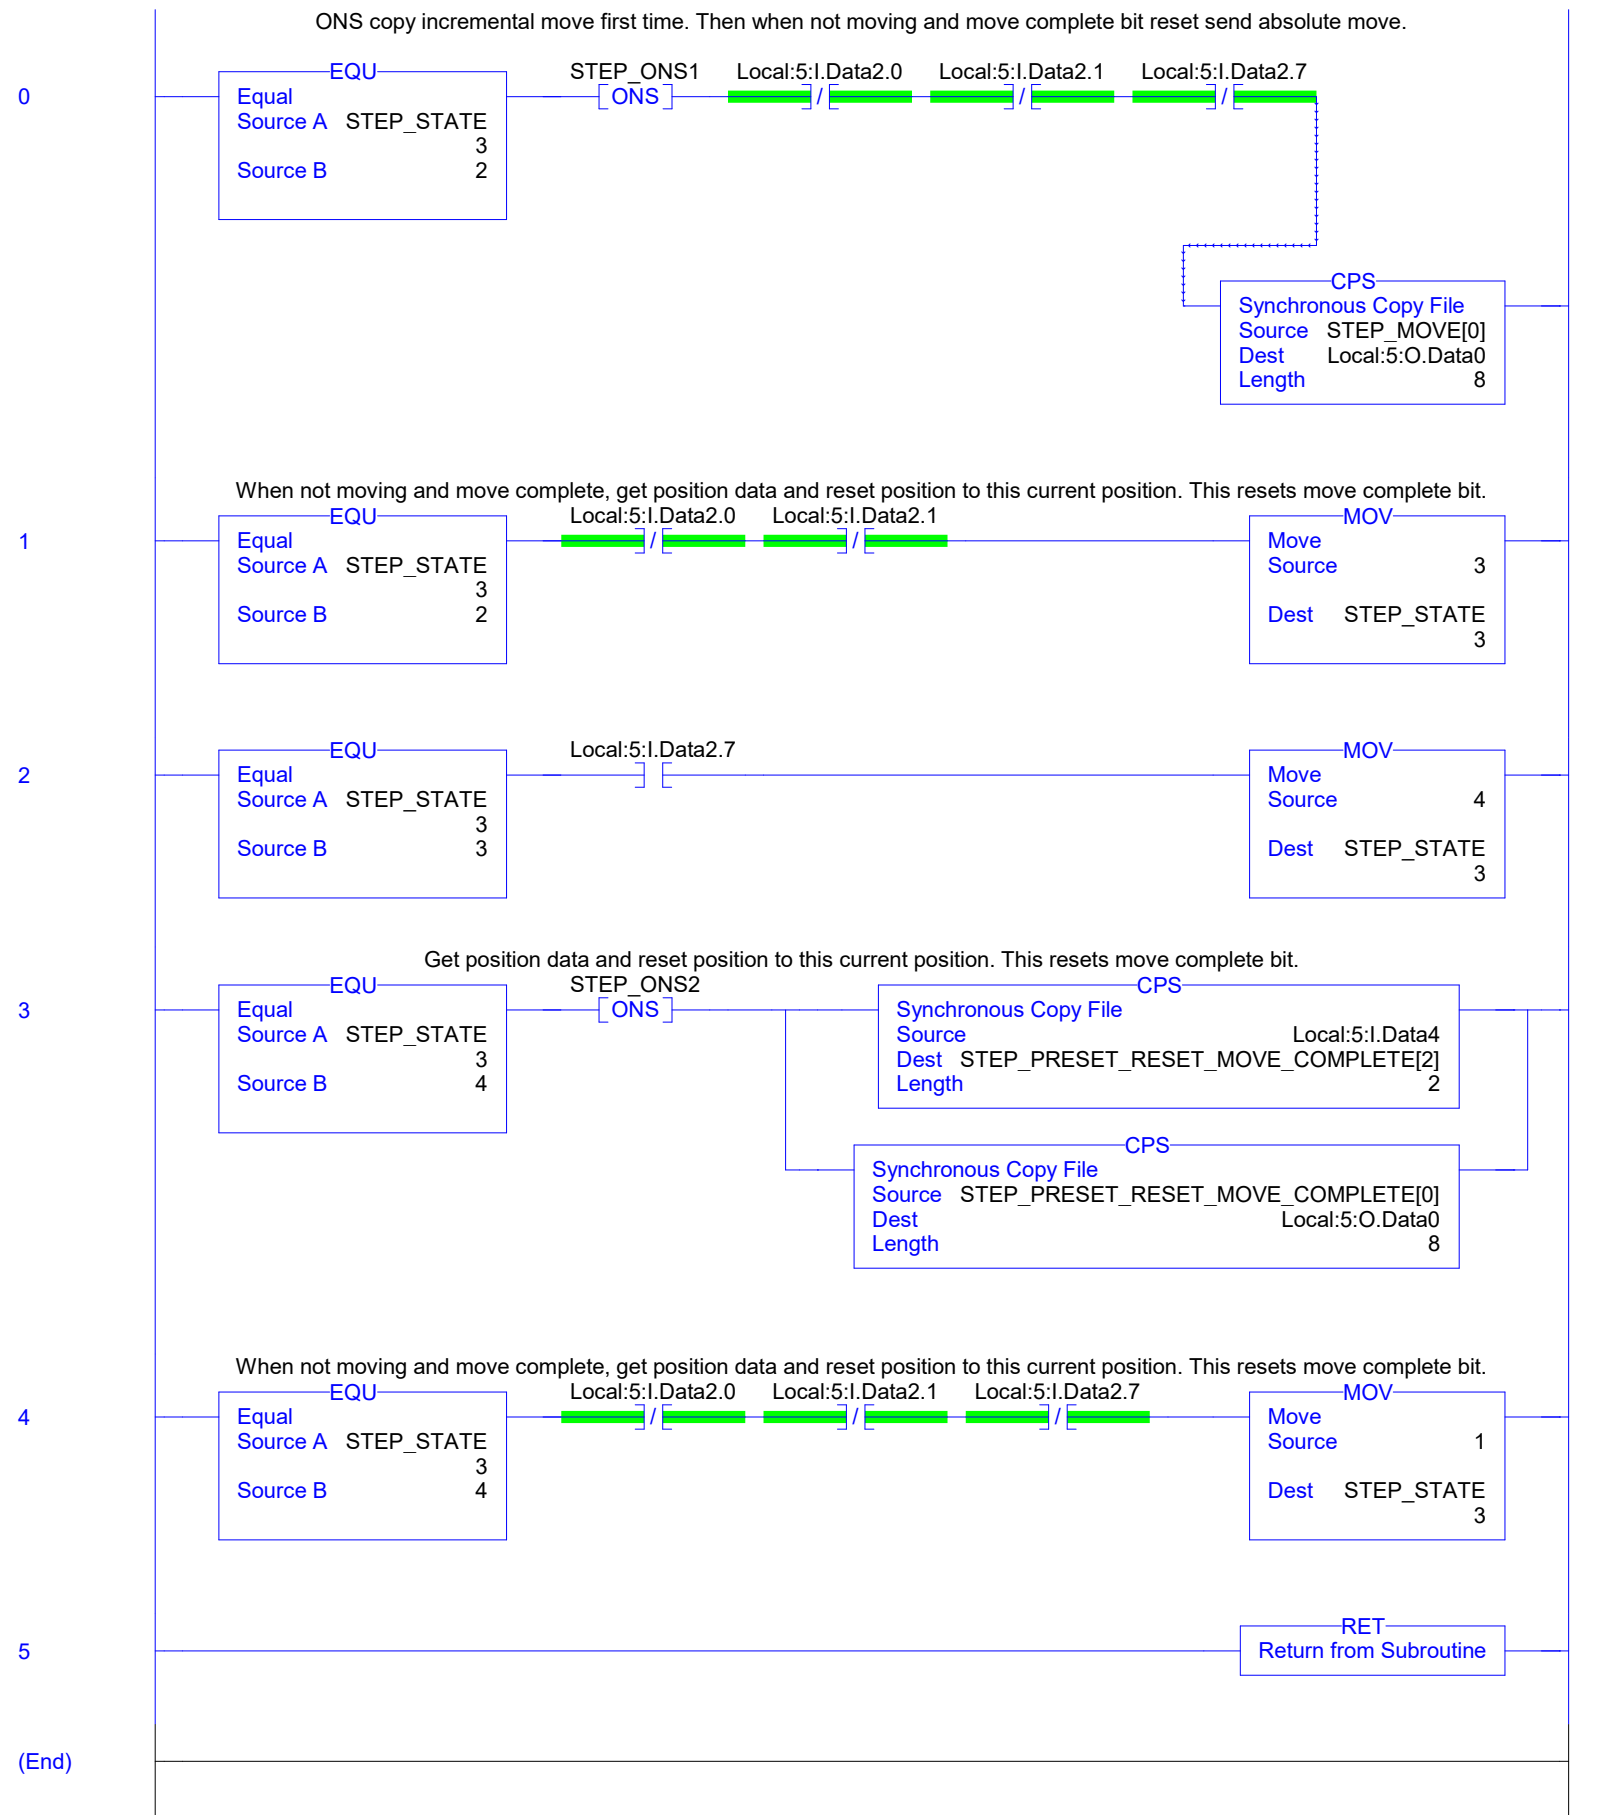 ONS copy incremental move first time. Then when not moving and move complete bit reset send absolute move.
0
EQU
Equal
Source A STEP_STATE
3
Source B 2
STEP_ONS1
ONS
Local:5:I.Data2.0
/
Local:5:I.Data2.1
/
Local:5:I.Data2.7
/
CPS
Synchronous Copy File
Source STEP_MOVE[0]
Dest Local:5:O.Data0
Length 8
When not moving and move complete, get position data and reset position to this current position. This resets move complete bit.
1
EQU
Equal
Source A STEP_STATE
3
Source B 2
Local:5:I.Data2.0
/
Local:5:I.Data2.1
/
MOV
Move
Source 3
Dest STEP_STATE
3
2
EQU
Equal
Source A STEP_STATE
3
Source B 3
Local:5:I.Data2.7
MOV
Move
Source 4
Dest STEP_STATE
3
Get position data and reset position to this current position. This resets move complete bit.
3
EQU
Equal
Source A STEP_STATE
3
Source B 4
STEP_ONS2
ONS
CPS
Synchronous Copy File
Source Local:5:I.Data4
Dest STEP_PRESET_RESET_MOVE_COMPLETE[2]
Length 2
CPS
Synchronous Copy File
Source STEP_PRESET_RESET_MOVE_COMPLETE[0]
Dest Local:5:O.Data0
Length 8
When not moving and move complete, get position data and reset position to this current position. This resets move complete bit.
4
EQU
Equal
Source A STEP_STATE
3
Source B 4
Local:5:I.Data2.0
/
Local:5:I.Data2.1
/
Local:5:I.Data2.7
/
MOV
Move
Source 1
Dest STEP_STATE
3
5
RET
Return from Subroutine
(End)